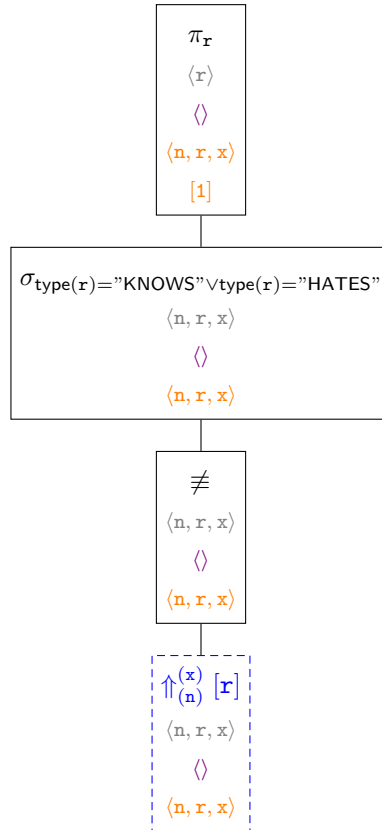 π_r
⟨r⟩
⟨⟩
⟨n, r, x⟩
[1]
σ_type(r)="KNOWS"∨type(r)="HATES"
⟨n, r, x⟩
⟨⟩
⟨n, r, x⟩
≢
⟨n, r, x⟩
⟨⟩
⟨n, r, x⟩
⇑_(n)^(x) [r]
⟨n, r, x⟩
⟨⟩
⟨n, r, x⟩